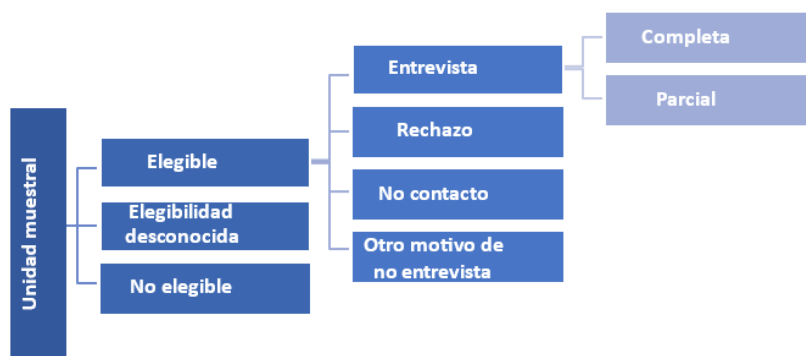 Unidad muestral
Elegible
Elegibilidad
desconocida
No elegible
Entrevista
Rechazo
No contacto
Otro motivo de
no entrevista
Completa
Parcial